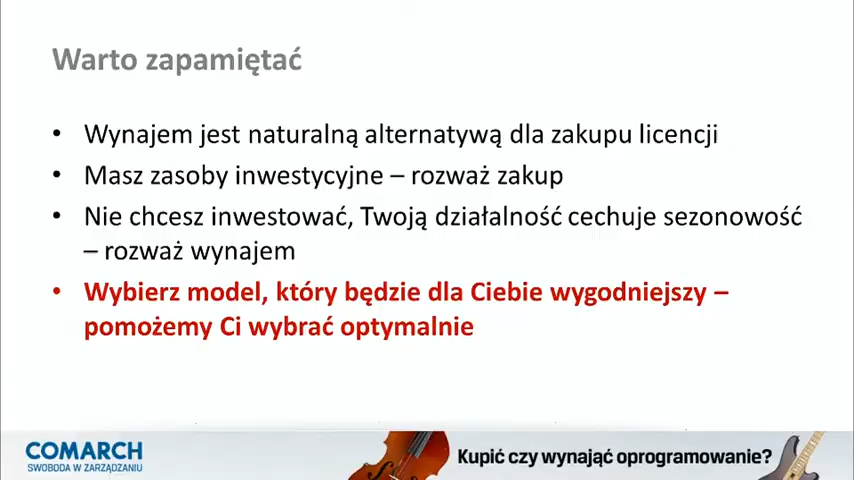 Warto zapamiętać
• Wynajem jest naturalną alternatywą dla zakupu licencji
• Masz zasoby inwestycyjne – rozważ zakup
• Nie chcesz inwestować, Twoją działalność cechuje sezonowość
– rozważ wynajem
• Wybierz model, który będzie dla Ciebie wygodniejszy –
pomożemy Ci wybrać optymalnie
COMARCH
SWOBODA W ZARZĄDZANIU
Kupić czy wynająć oprogramowanie?